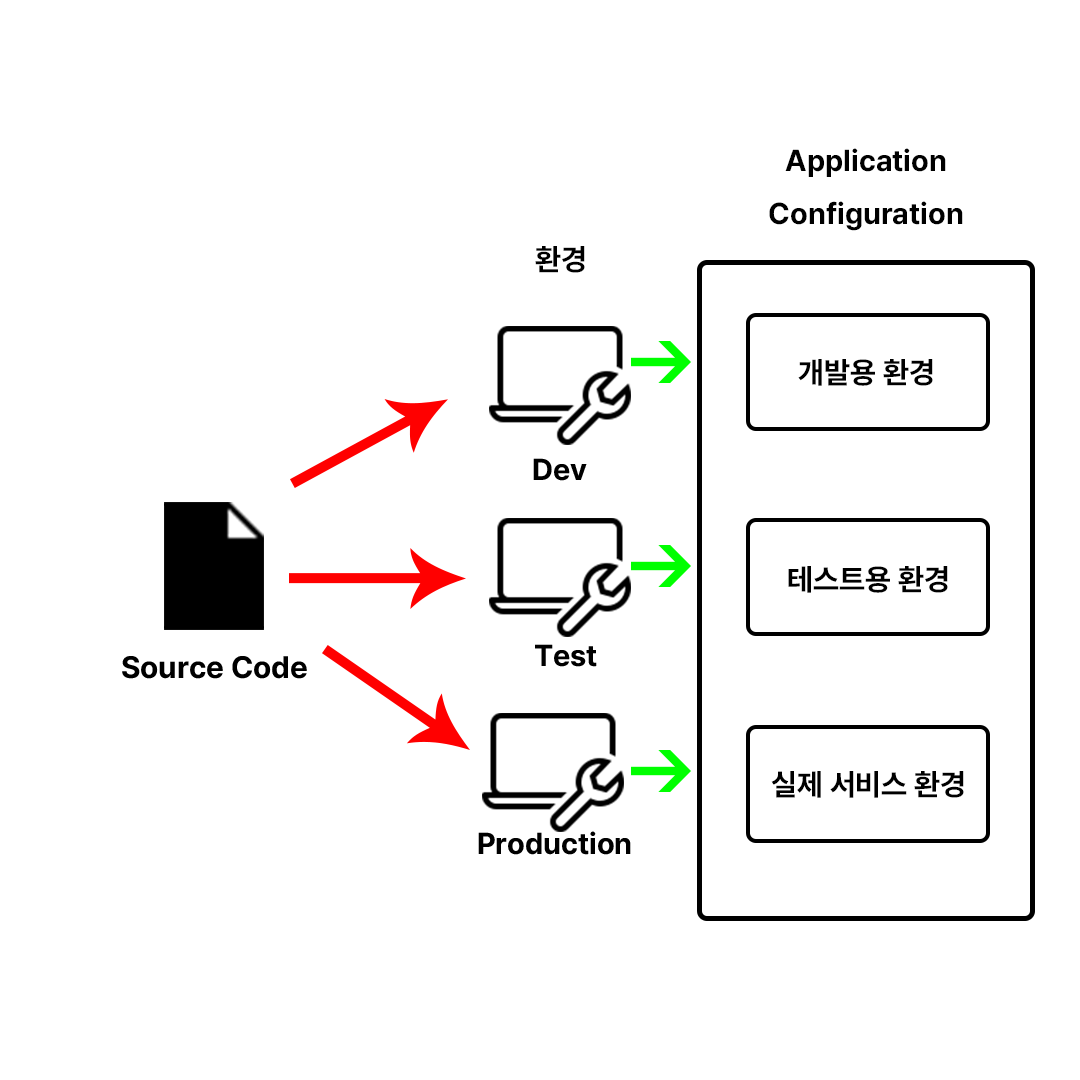 Application
Configuration
환경
개발용 환경
Dev
테스트용 환경
Test
Source Code
실제 서비스 환경
Production